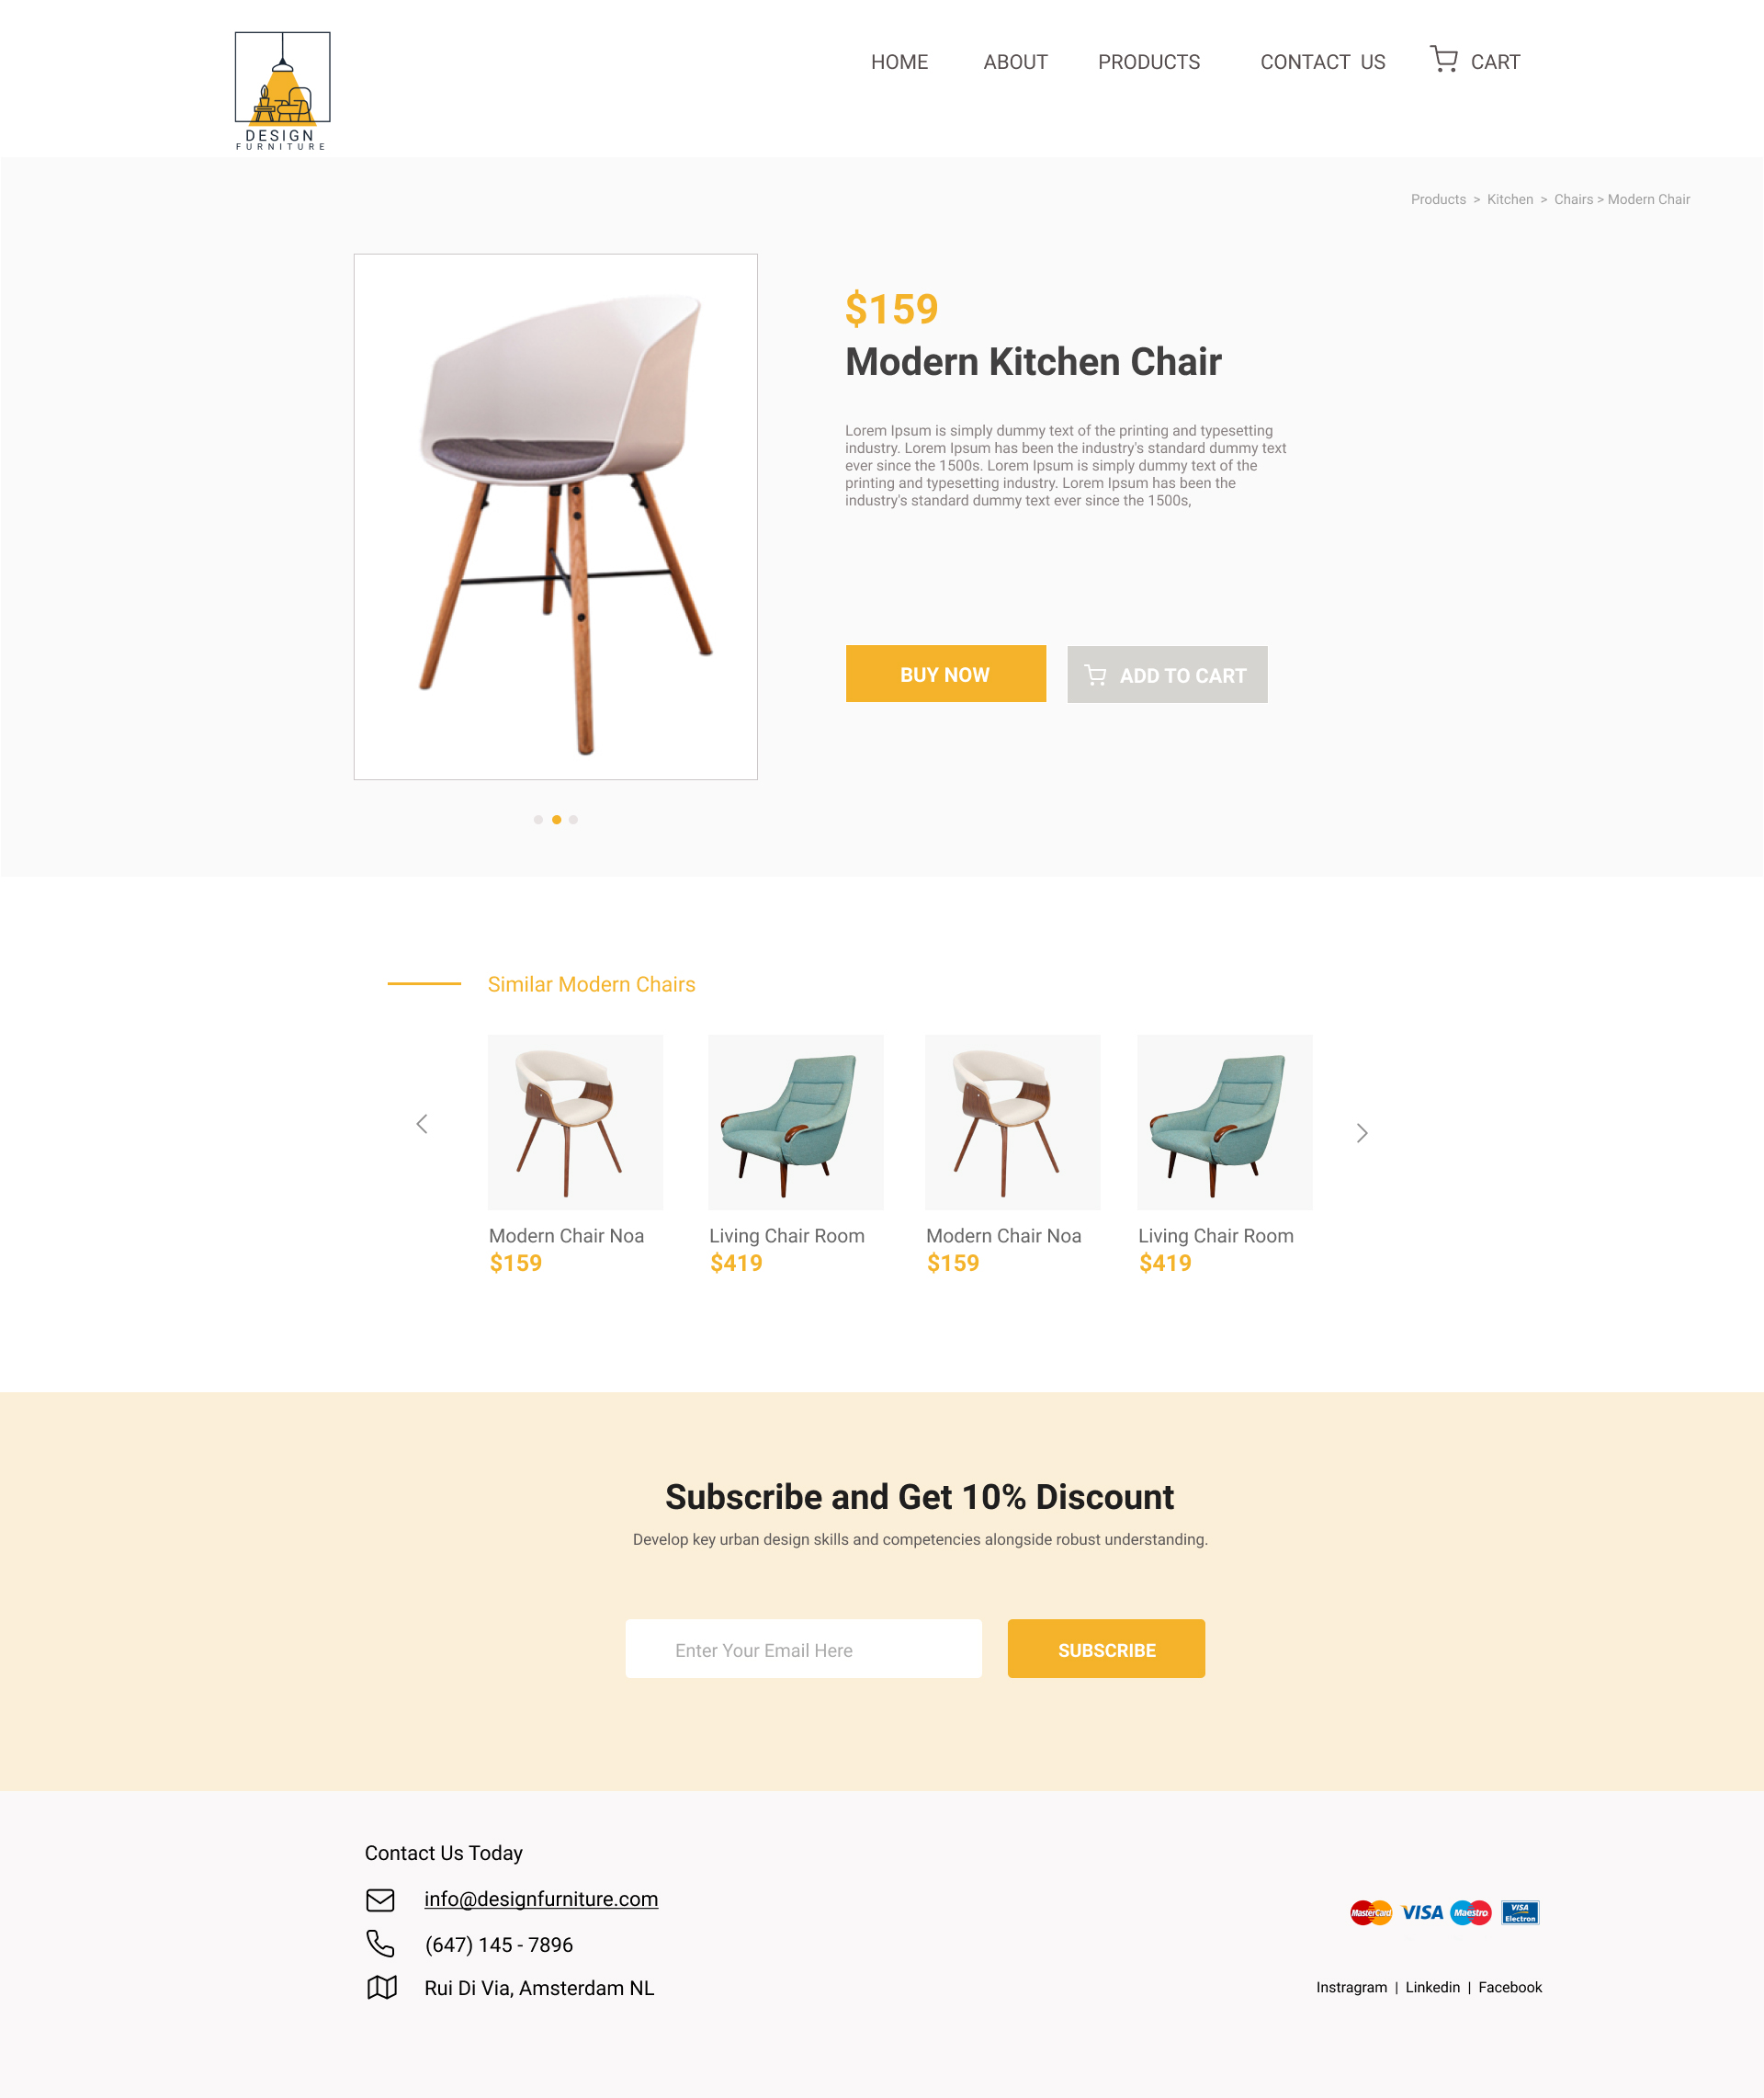 DESIGN
FURNITURE
HOME ABOUT PRODUCTS CONTACT US CART
Products > Kitchen > Chairs > Modern Chair
$159
Modern Kitchen Chair
Lorem Ipsum is simply dummy text of the printing and typesetting
industry. Lorem Ipsum has been the industry's standard dummy text
ever since the 1500s. Lorem Ipsum is simply dummy text of the
printing and typesetting industry. Lorem Ipsum has been the
industry's standard dummy text ever since the 1500s,
BUY NOW
ADD TO CART
Similar Modern Chairs
Modern Chair Noa
$159
Living Chair Room
$419
Modern Chair Noa
$159
Living Chair Room
$419
Subscribe and Get 10% Discount
Develop key urban design skills and competencies alongside robust understanding.
Enter Your Email Here
SUBSCRIBE
Contact Us Today
info@designfurniture.com
(647) 145 - 7896
Rui Di Via, Amsterdam NL
MasterCard VISA Maestro VISA
Electron
Instragram | Linkedin | Facebook